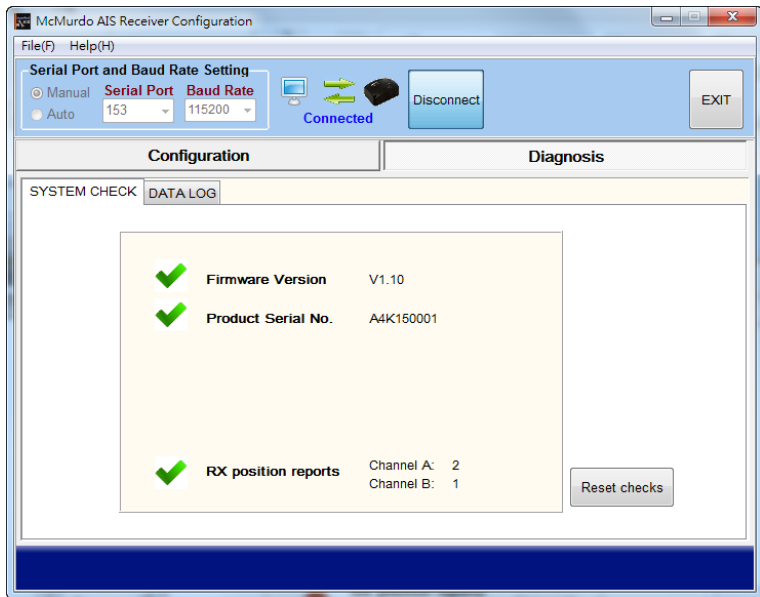 McMurdo AIS Receiver Configuration
File(F) Help(H)
Serial Port and Baud Rate Setting
Manual Serial Port Baud Rate
Auto 153 115200
Connected
Disconnect
EXIT
Configuration Diagnosis
SYSTEM CHECK DATA LOG
Firmware Version V1.10
Product Serial No. A4K150001
RX position reports Channel A: 2
Channel B: 1
Reset checks